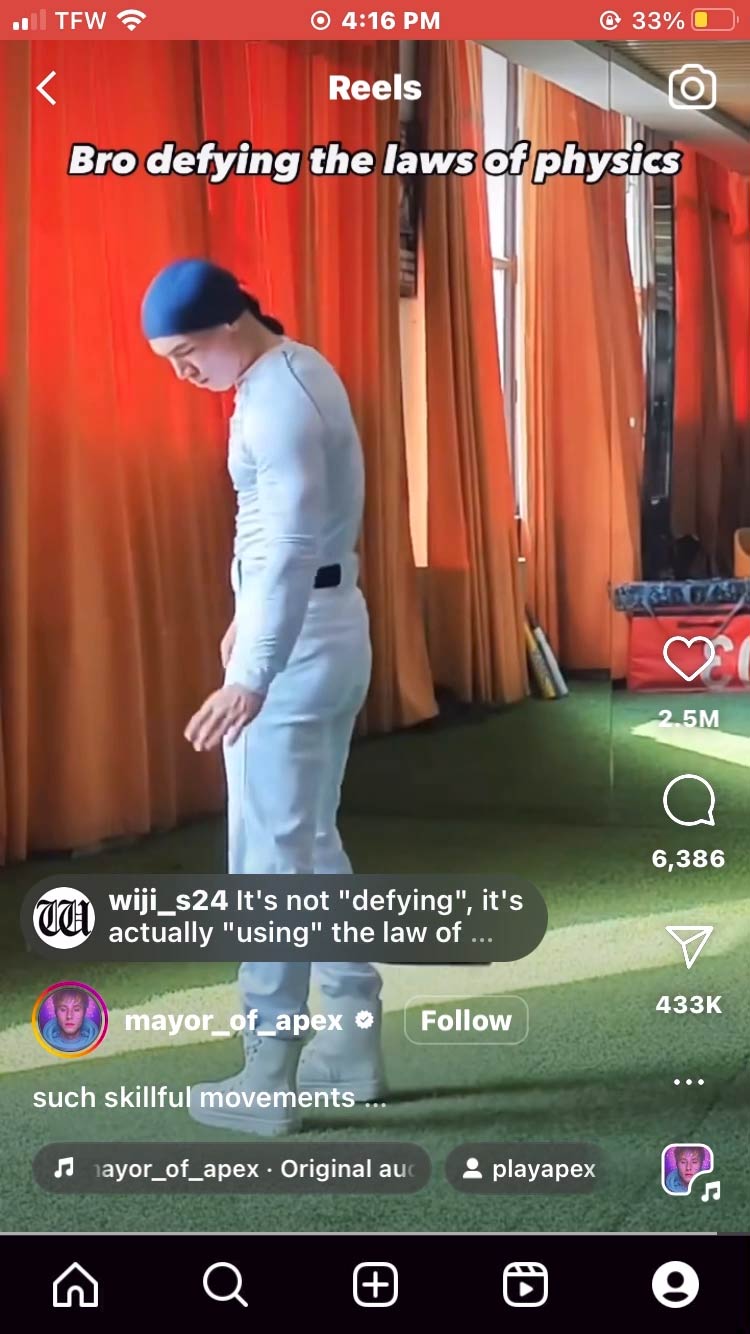 TFW 4:16 PM 33%
Reels
Bro defying the laws of physics
2.5M
6,386
wiji_s24 It's not "defying", it's
actually "using" the law of ...
433K
mayor_of_apex Follow
such skillful movements ...
ayor_of_apex · Original au
playapex